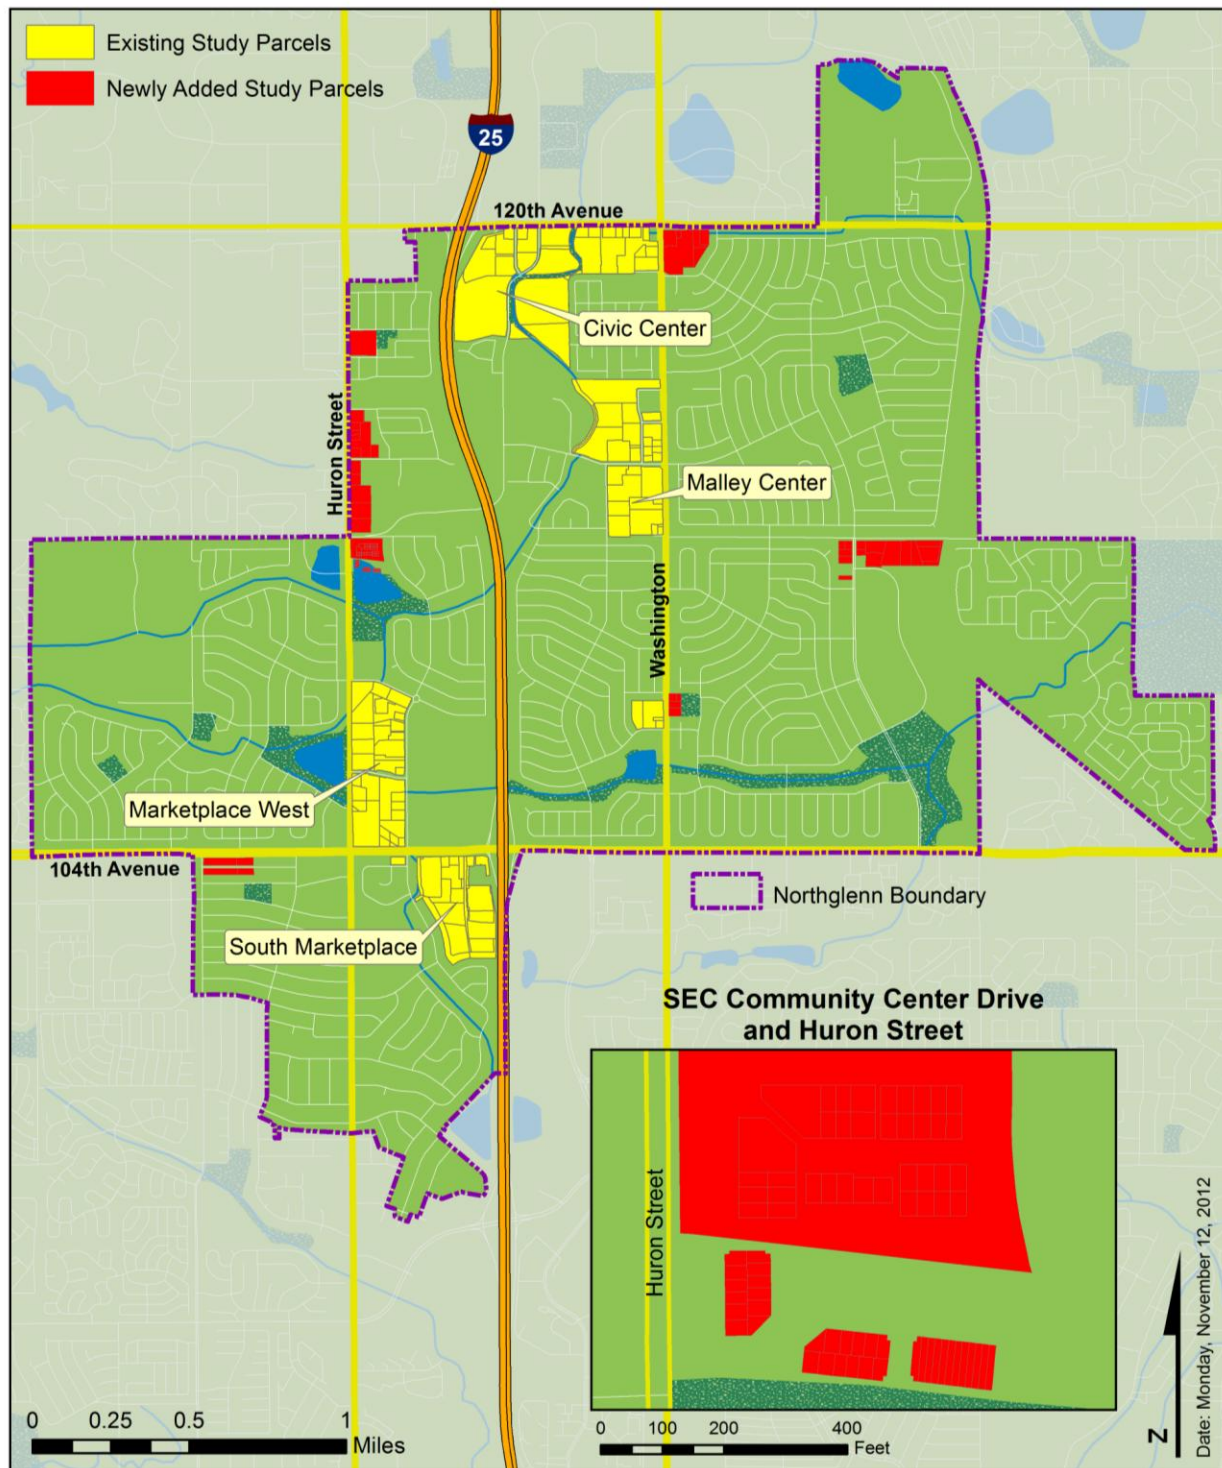 Existing Study Parcels
Newly Added Study Parcels
25
120th Avenue
Civic Center
Huron Street
Malley Center
Washington
Marketplace West
104th Avenue
Northglenn Boundary
South Marketplace
SEC Community Center Drive
and Huron Street
Huron Street
0 0.25 0.5 1
Miles
0 100 200 400
Feet
N
Date: Monday, November 12, 2012